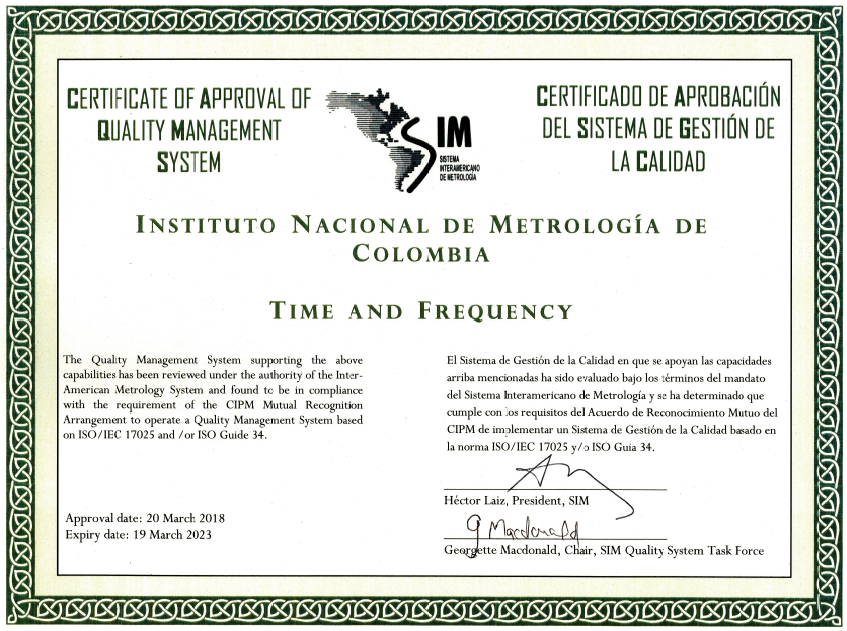 CERTIFICATE OF APPROVAL OF
QUALITY MANAGEMENT
SYSTEM
SIM
SISTEMA
INTERAMERICANO
DE METROLOGÍA
CERTIFICADO DE APROBACIÓN
DEL SISTEMA DE GESTIÓN DE
LA CALIDAD
INSTITUTO NACIONAL DE METROLOGÍA DE
COLOMBIA
TIME AND FREQUENCY
The Quality Management System supporting the above
capabilities has been reviewed under the authority of the Inter-
American Metrology System and found to be in compliance
with the requirement of the CIPM Mutual Recognition
Arrangement to operate a Quality Management System based
on ISO/IEC 17025 and /or ISO Guide 34.
Approval date: 20 March 2018
Expiry date: 19 March 2023
El Sistema de Gestión de la Calidad en que se apoyan las capacidades
arriba mencionadas ha sido evaluado bajo los términos del mandato
del Sistema Interamericano de Metrología y se ha determinado que
cumple con los requisitos del Acuerdo de Reconocimiento Mutuo del
CIPM de implementar un Sistema de Gestión de la Calidad basado en
la norma ISO/IEC 17025 y/o ISO Guia 34.
Héctor Laiz, President, SIM
G Macdonald
Georgette Macdonald, Chair, SIM Quality System Task Force